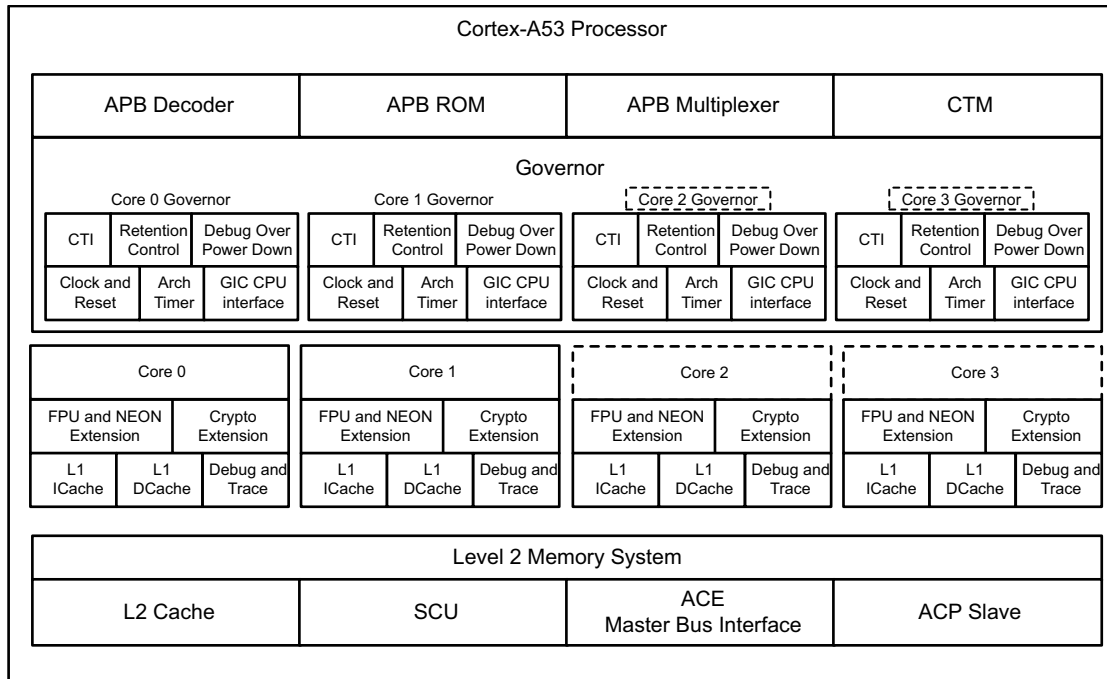 Cortex-A53 Processor
APB Decoder
APB ROM
APB Multiplexer
CTM
Governor
Core 0 Governor
CTI
Retention
Control
Debug Over
Power Down
Clock and
Reset
Arch
Timer
GIC CPU
interface
Core 1 Governor
CTI
Retention
Control
Debug Over
Power Down
Clock and
Reset
Arch
Timer
GIC CPU
interface
Core 2 Governor
CTI
Retention
Control
Debug Over
Power Down
Clock and
Reset
Arch
Timer
GIC CPU
interface
Core 3 Governor
CTI
Retention
Control
Debug Over
Power Down
Clock and
Reset
Arch
Timer
GIC CPU
interface
Core 0
FPU and NEON
Extension
Crypto
Extension
L1
ICache
L1
DCache
Debug and
Trace
Core 1
FPU and NEON
Extension
Crypto
Extension
L1
ICache
L1
DCache
Debug and
Trace
Core 2
FPU and NEON
Extension
Crypto
Extension
L1
ICache
L1
DCache
Debug and
Trace
Core 3
FPU and NEON
Extension
Crypto
Extension
L1
ICache
L1
DCache
Debug and
Trace
Level 2 Memory System
L2 Cache
SCU
ACE
Master Bus Interface
ACP Slave